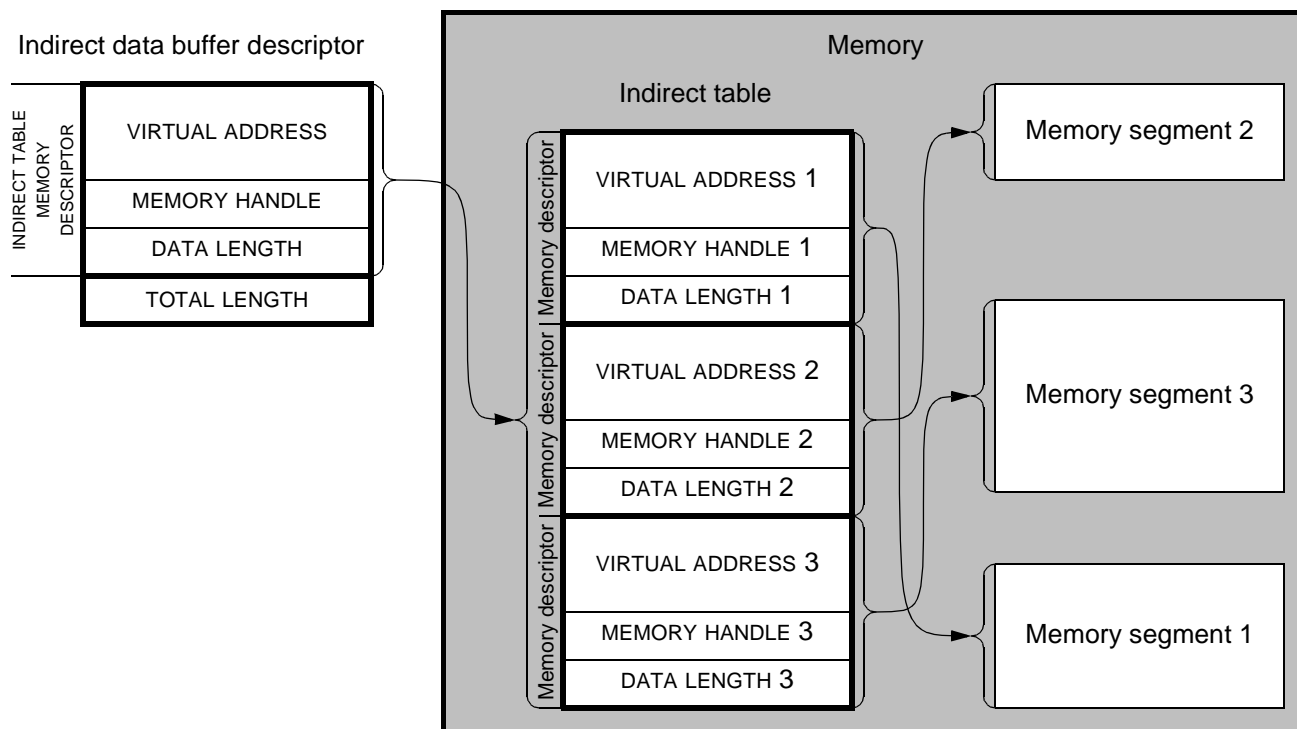 Indirect data buffer descriptor
INDIRECT TABLE
MEMORY
DESCRIPTOR
VIRTUAL ADDRESS
MEMORY HANDLE
DATA LENGTH
TOTAL LENGTH
Memory
Indirect table
Memory descriptor
VIRTUAL ADDRESS 1
MEMORY HANDLE 1
DATA LENGTH 1
Memory descriptor
VIRTUAL ADDRESS 2
MEMORY HANDLE 2
DATA LENGTH 2
Memory descriptor
VIRTUAL ADDRESS 3
MEMORY HANDLE 3
DATA LENGTH 3
Memory segment 2
Memory segment 3
Memory segment 1